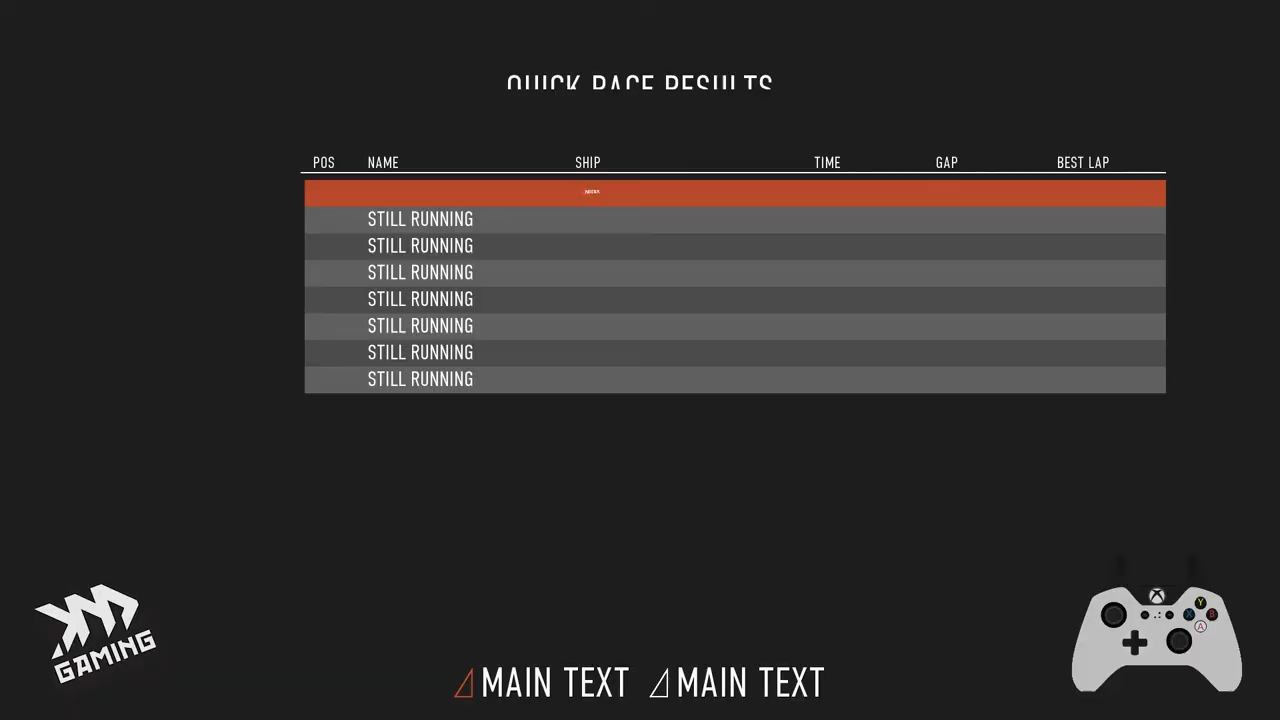 QUICK RACE RESULTS
POS NAME SHIP TIME GAP BEST LAP
STILL RUNNING
STILL RUNNING
STILL RUNNING
STILL RUNNING
STILL RUNNING
STILL RUNNING
STILL RUNNING
GAMING
MAIN TEXT MAIN TEXT
Y
X B
A